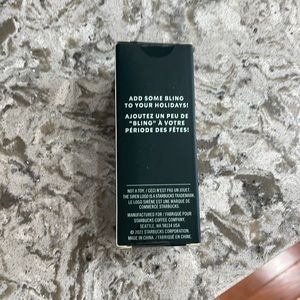 ADD SOME BLING
TO YOUR HOLIDAYS!
AJOUTEZ UN PEU DE
"BLING" À VOTRE
PÉRIODE DES FÊTES!
NOT A TOY. / CECI N'EST PAS UN JOUET.
THE SIREN LOGO IS A STARBUCKS TRADEMARK.
LE LOGO SIRÈNE EST UNE MARQUE DE
COMMERCE STARBUCKS
MANUFACTURED FOR / FABRIQUÉ POUR
STARBUCKS COFFEE COMPANY,
SEATTLE, WA 98134 USA
© 2021 STARBUCKS CORPORATION.
MADE IN CHINA. / FABRIQUÉ EN CHINE.